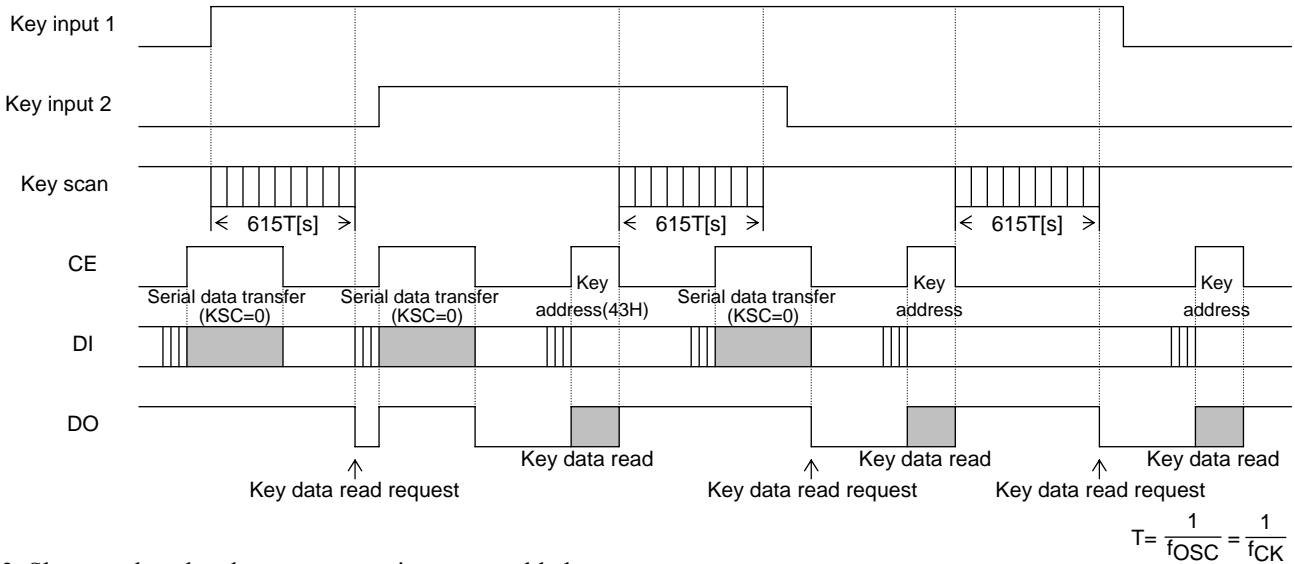 Key input 1
Key input 2
Key scan
615T[s] 615T[s] 615T[s]
CE
Key Key Key
Serial data transfer Serial data transfer Serial data transfer
(KSC=0) (KSC=0) address(43H) (KSC=0) address address
DI
DO
Key data read Key data read Key data read
Key data read request Key data read request Key data read request
T= 1/fOSC = 1/fCK